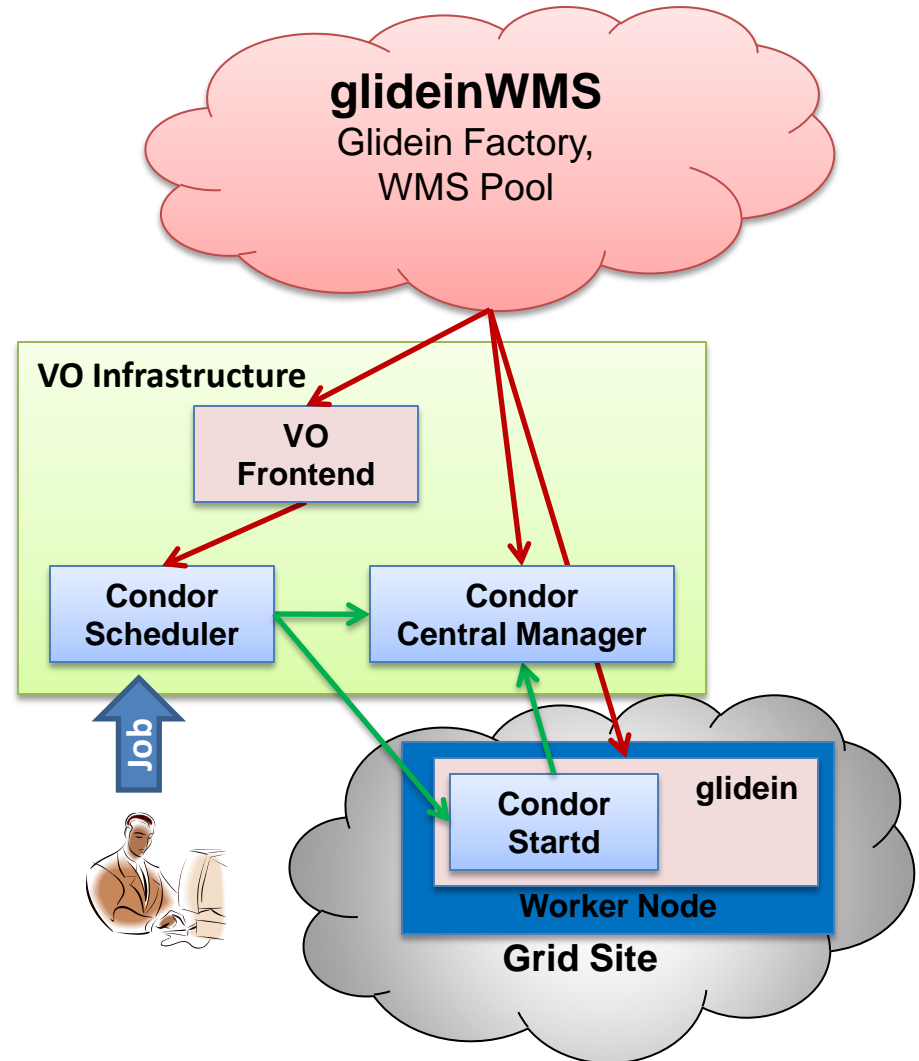 glideinWMS
Glidein Factory,
WMS Pool
VO Infrastructure
VO
Frontend
Condor
Scheduler
Condor
Central Manager
Job
glidein
Condor
Startd
Worker Node
Grid Site